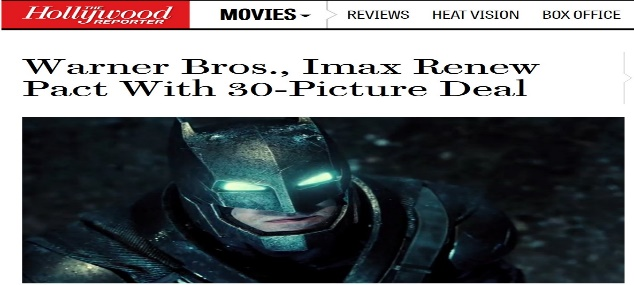 THE
Hollywood
REPORTER
MOVIES REVIEWS HEAT VISION BOX OFFICE
Warner Bros., Imax Renew
Pact With 30-Picture Deal